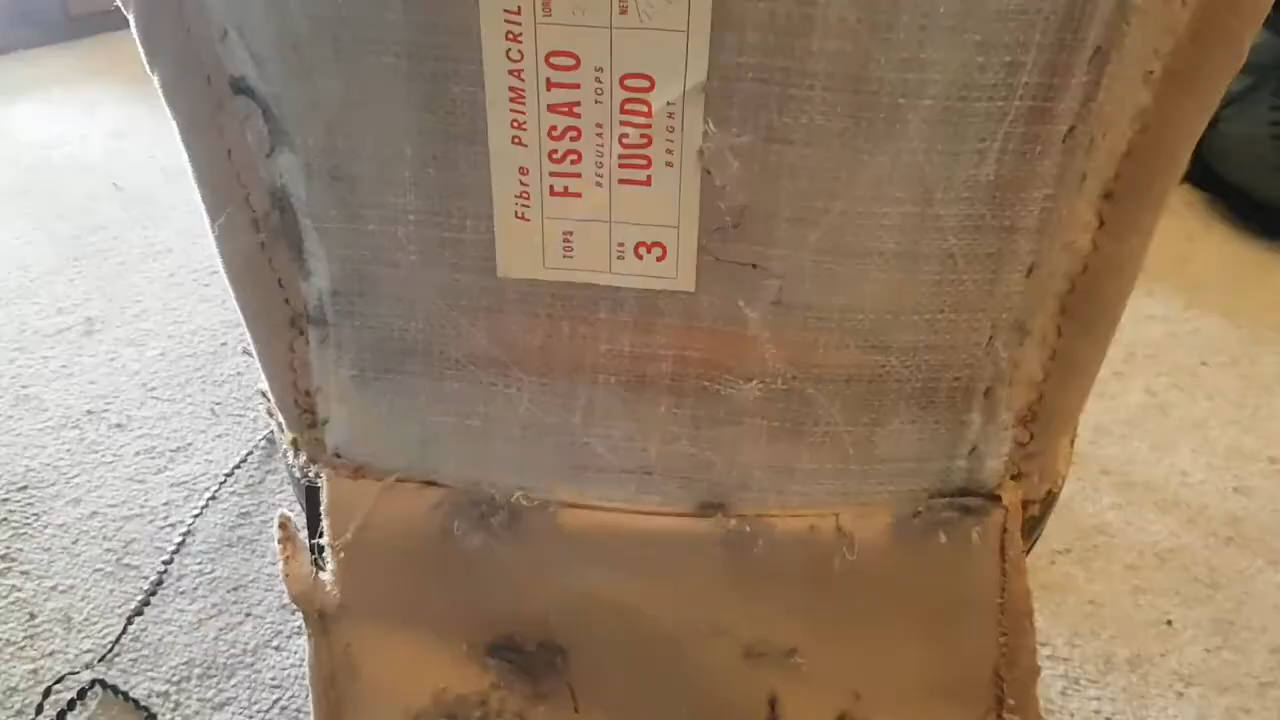 Fibre PRIMACRIL
TOPS
FISSATO
REGULAR TOPS
DEN
3
LUCIDO
BRIGHT